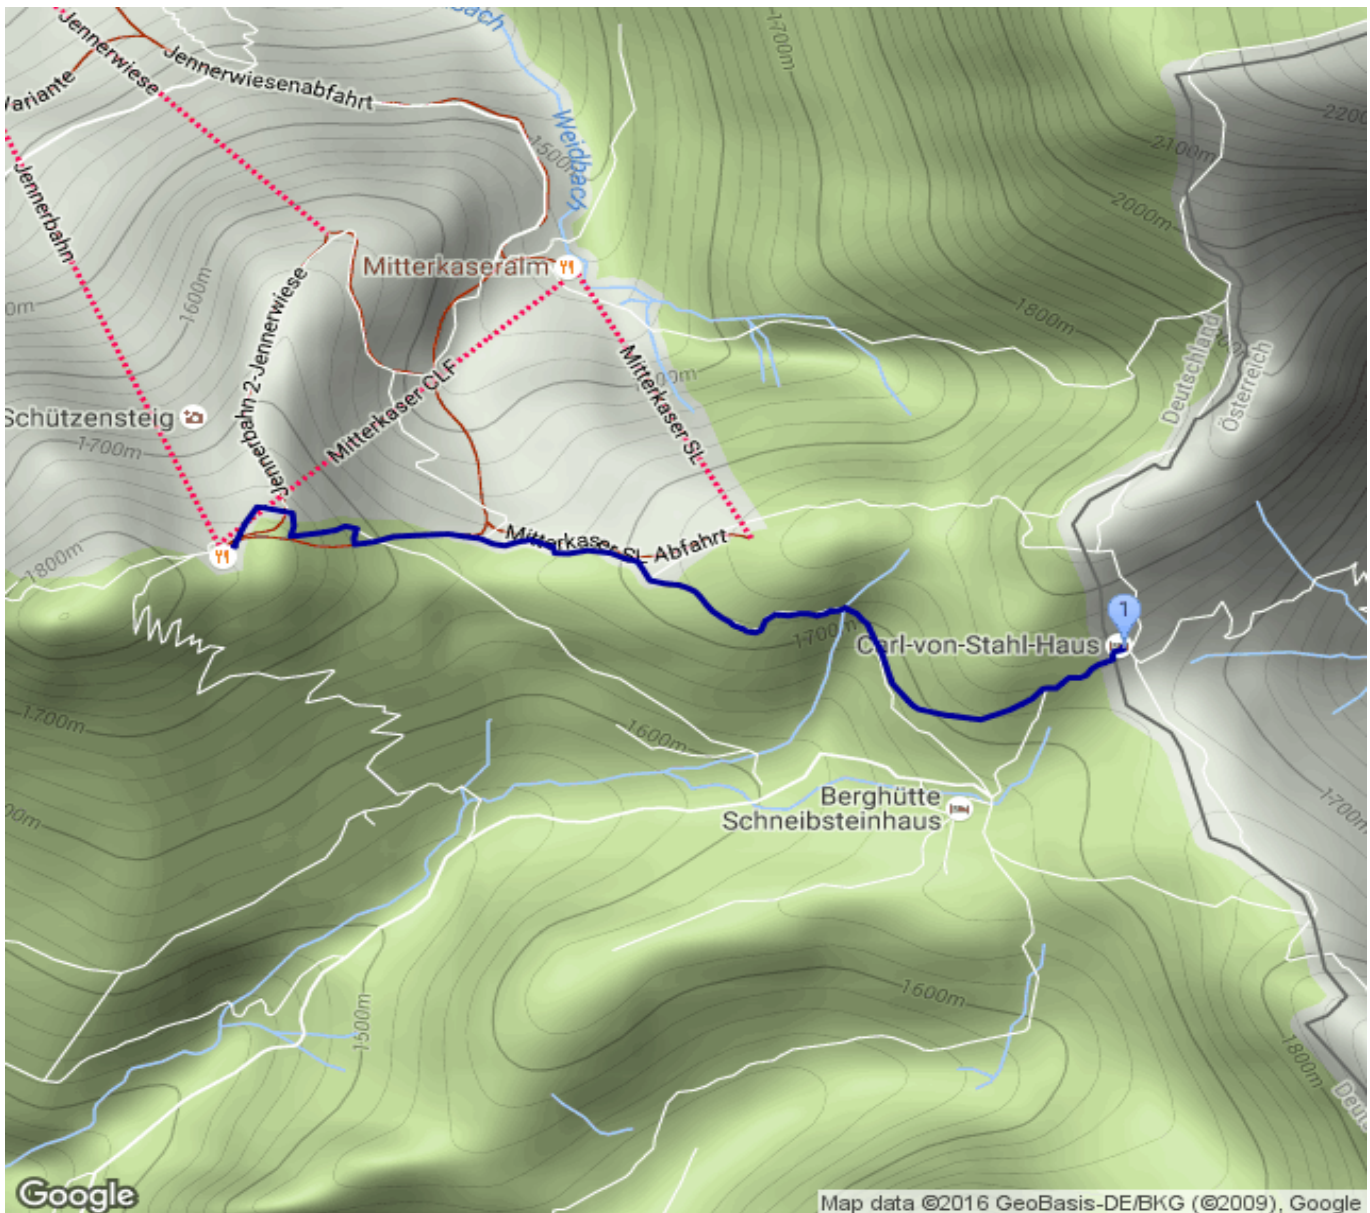 Jennerwiese
Jennerwiesenabfahrt
Variante
Jennerbahn
Weidbach
1500m
1700m
2200m
2100m
2000m
1600m
Mitterkaseralm
Jennerbahn 2-Jennerwiese
Mitterkaser CLF
Mitterkaser SL
1800m
Deutschland
Österreich
Schützensteig
1700m
1800m
Mitterkaser SL Abfahrt
1700m
1
Carl-von-Stahl-Haus
1700m
1600m
Berghütte
Schneibsteinhaus
1700m
1600m
1500m
1800m
Google
Map data ©2016 GeoBasis-DE/BKG (©2009), Google